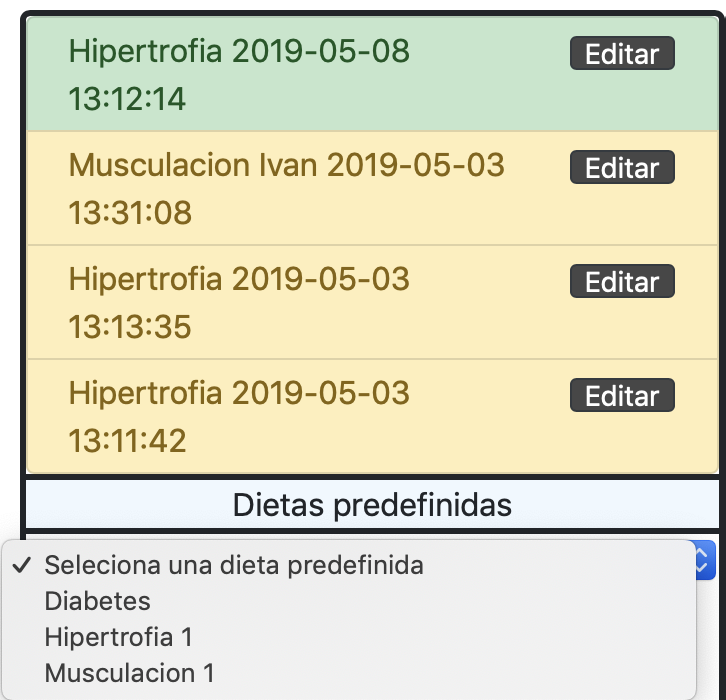 Hipertrofia 2019-05-08 Editar
13:12:14
Musculacion Ivan 2019-05-03 Editar
13:31:08
Hipertrofia 2019-05-03 Editar
13:13:35
Hipertrofia 2019-05-03 Editar
13:11:42
Dietas predefinidas
Seleciona una dieta predefinida
Diabetes
Hipertrofia 1
Musculacion 1